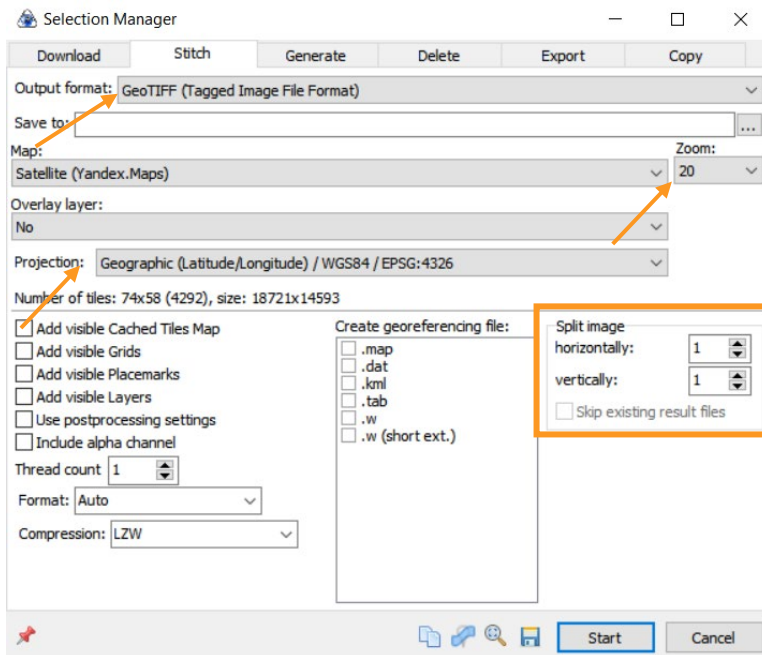 Selection Manager
Download Stitch Generate Delete Export Copy
Output format: GeoTIFF (Tagged Image File Format)
Save to: ...
Map: Zoom:
Satellite (Yandex.Maps) 20
Overlay layer:
No
Projection: Geographic (Latitude/Longitude) / WGS84 / EPSG:4326
Number of tiles: 74x58 (4292), size: 18721x14593
Add visible Cached Tiles Map
Add visible Grids
Add visible Placemarks
Add visible Layers
Use postprocessing settings
Include alpha channel
Thread count 1
Format: Auto
Compression: LZW
Create georeferencing file:
.map
.dat
.kml
.tab
.w
.w (short ext.)
Split image
horizontally: 1
vertically: 1
Skip existing result files
Start Cancel